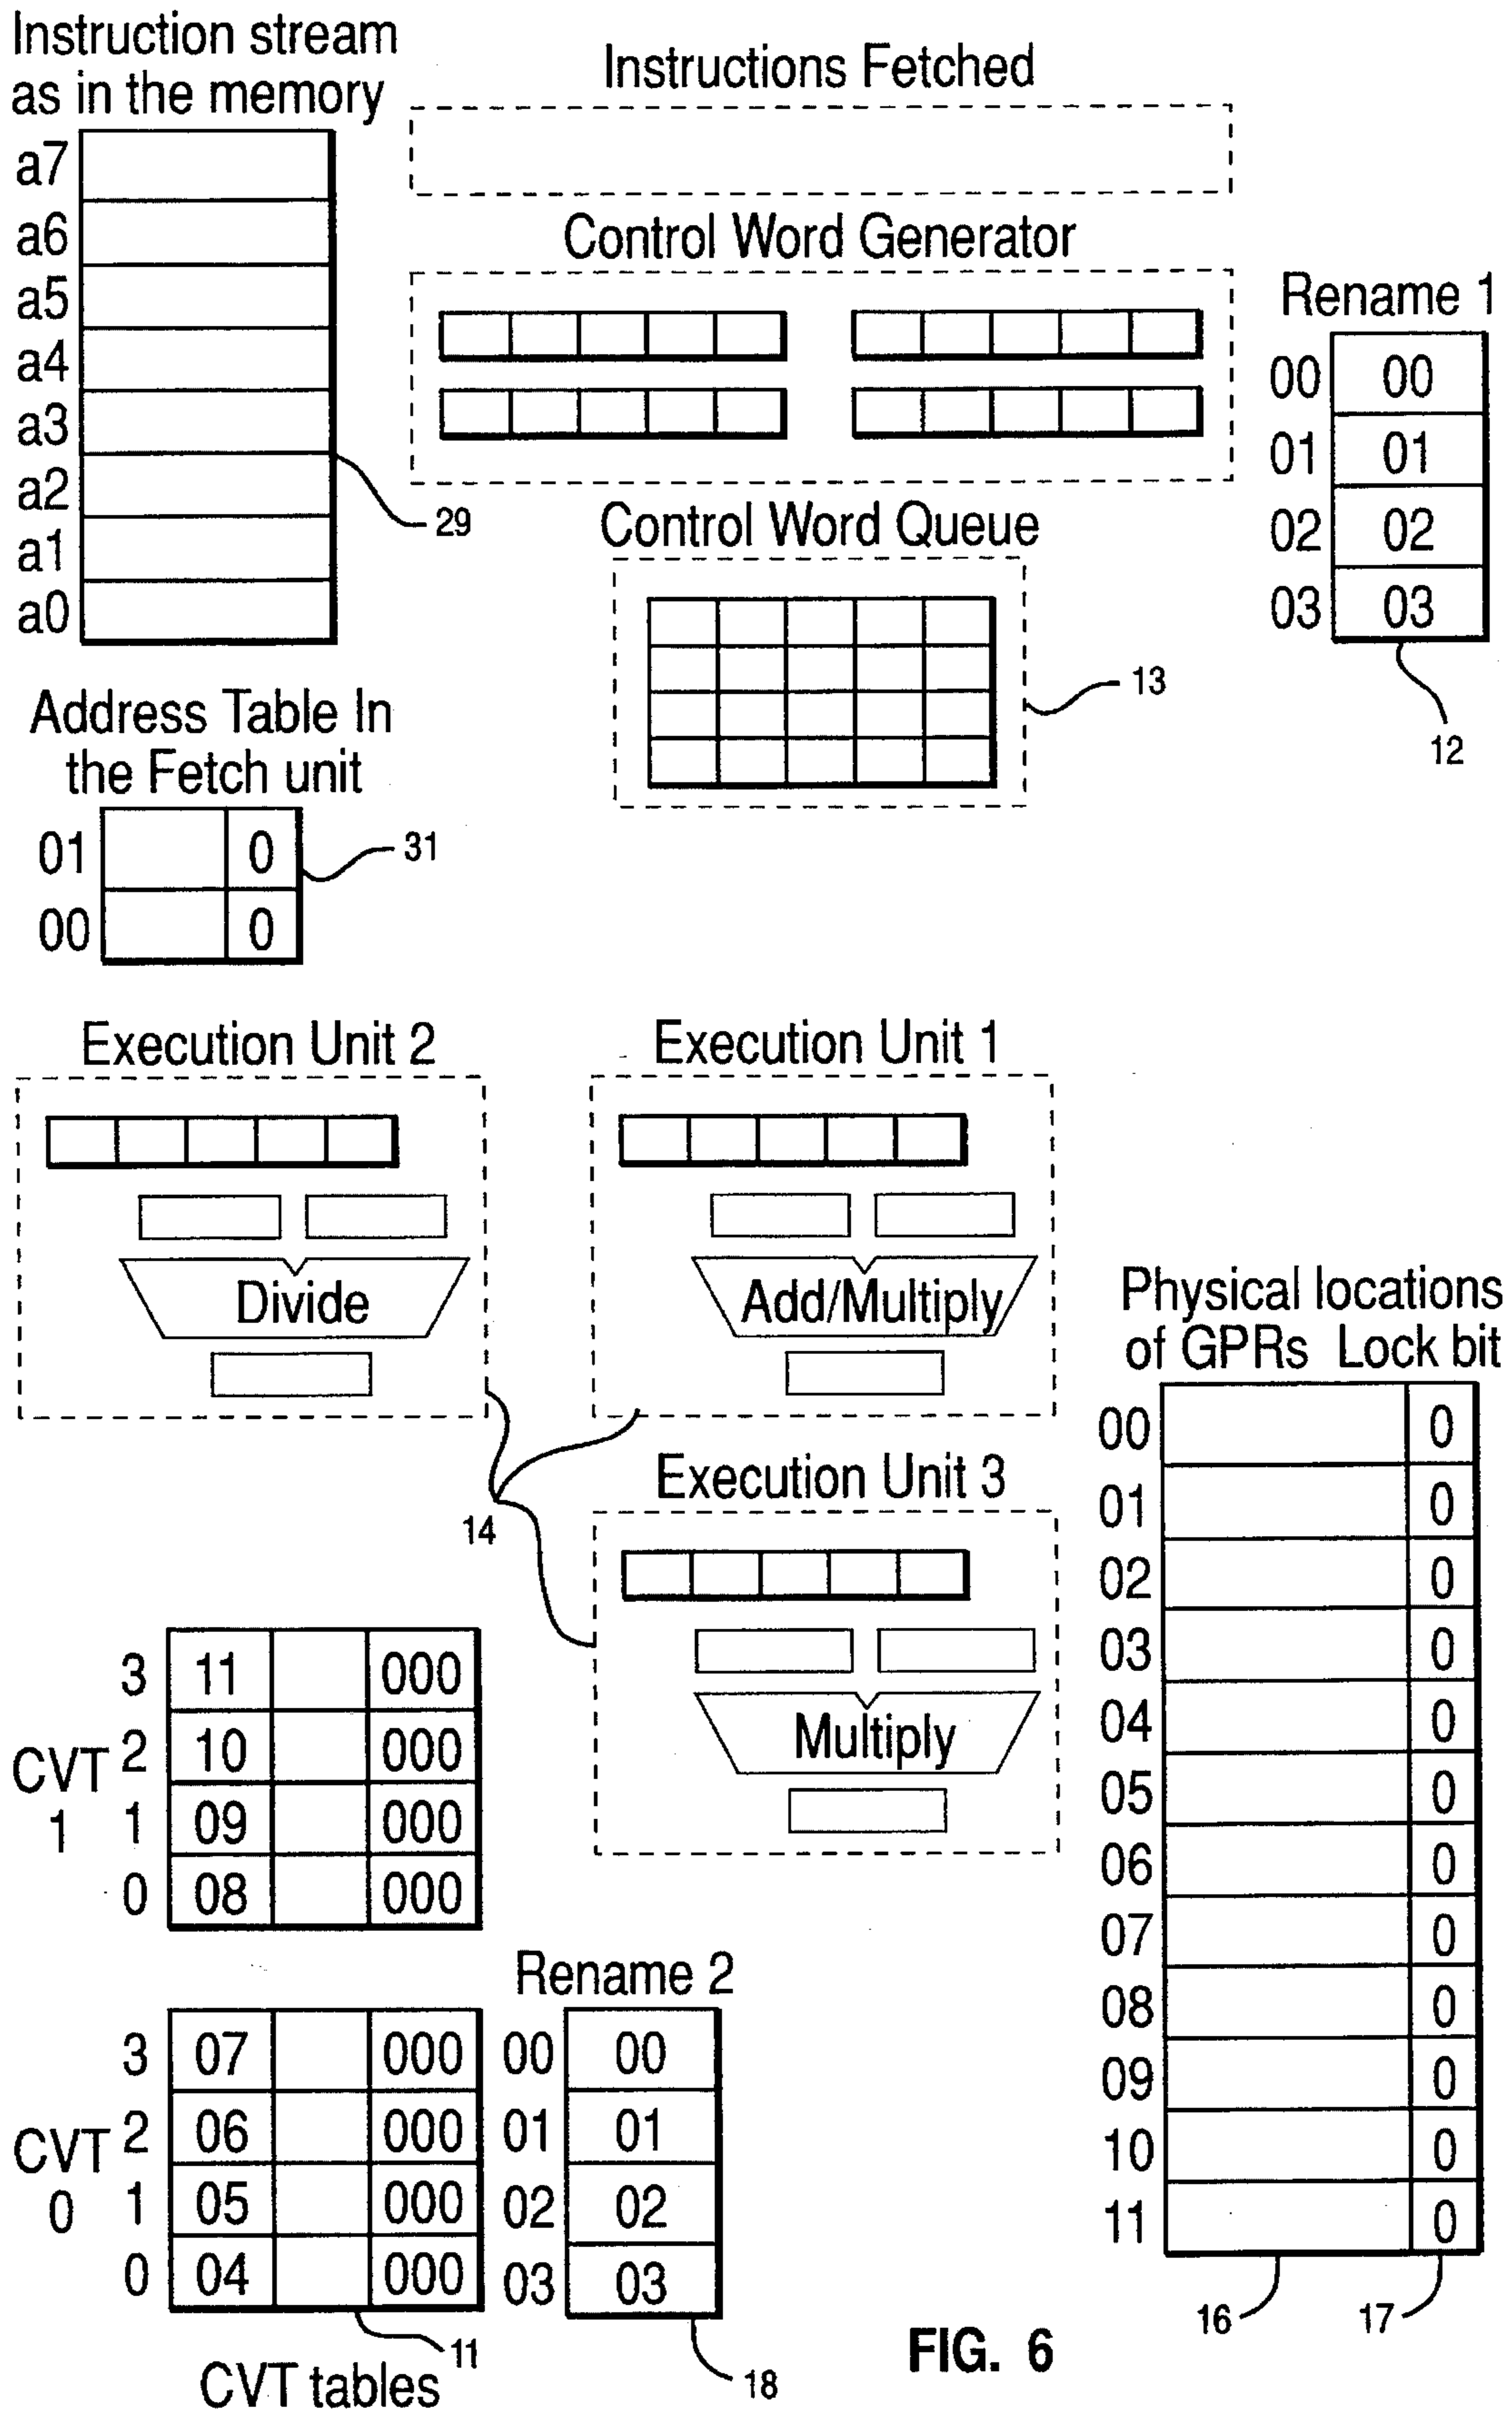 Instruction stream
as in the memory
a7
a6
a5
a4
a3
a2
a1
a0
29
Instructions Fetched
Control Word Generator
Control Word Queue
13
Rename 1
00 00
01 01
02 02
03 03
12
Address Table In
the Fetch unit
01 0
00 0
31
Execution Unit 2
Divide
Execution Unit 1
Add/Multiply
14
Execution Unit 3
Multiply
Physical locations
of GPRs Lock bit
00 0
01 0
02 0
03 0
04 0
05 0
06 0
07 0
08 0
09 0
10 0
11 0
16
17
CVT
1
3 11 000
2 10 000
1 09 000
0 08 000
CVT
0
3 07 000
2 06 000
1 05 000
0 04 000
11
CVT tables
Rename 2
00 00
01 01
02 02
03 03
18
FIG. 6